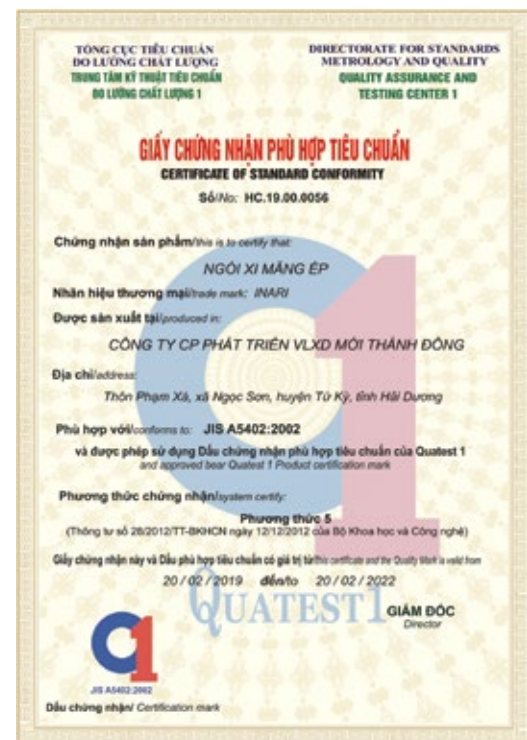 TỔNG CỤC TIÊU CHUẨN
ĐO LƯỜNG CHẤT LƯỢNG
TRUNG TÂM KỸ THUẬT TIÊU CHUẨN
ĐO LƯỜNG CHẤT LƯỢNG 1
DIRECTORATE FOR STANDARDS
METROLOGY AND QUALITY
QUALITY ASSURANCE AND
TESTING CENTER 1
GIẤY CHỨNG NHẬN PHÙ HỢP TIÊU CHUẨN
CERTIFICATE OF STANDARD CONFORMITY
Số/No: HC.19.00.0056
Chứng nhận sản phẩm/this is to certify that:
NGÓI XI MĂNG ÉP
Nhãn hiệu thương mại/trade mark: INARI
Được sản xuất tại/produced in:
CÔNG TY CP PHÁT TRIỂN VLXD MỚI THÀNH ĐÔNG
Địa chỉ/address:
Thôn Phạm Xá, xã Ngọc Sơn, huyện Tứ Kỳ, tỉnh Hải Dương
Phù hợp với/conforms to: JIS A5402:2002
và được phép sử dụng Dấu chứng nhận phù hợp tiêu chuẩn của Quatest 1
and approved bear Quatest 1 Product certification mark
Phương thức chứng nhận/system certify:
Phương thức 5
(Thông tư số 28/2012/TT-BKHCN ngày 12/12/2012 của Bộ Khoa học và Công nghệ)
Giấy chứng nhận này và Dấu phù hợp tiêu chuẩn có giá trị từ/this certificate and the Quality Mark is valid from
20 / 02 / 2019 đến/to 20 / 02 / 2022
QUATEST1
GIÁM ĐỐC
Director
JIS A5402:2002
Dấu chứng nhận/ Certification mark